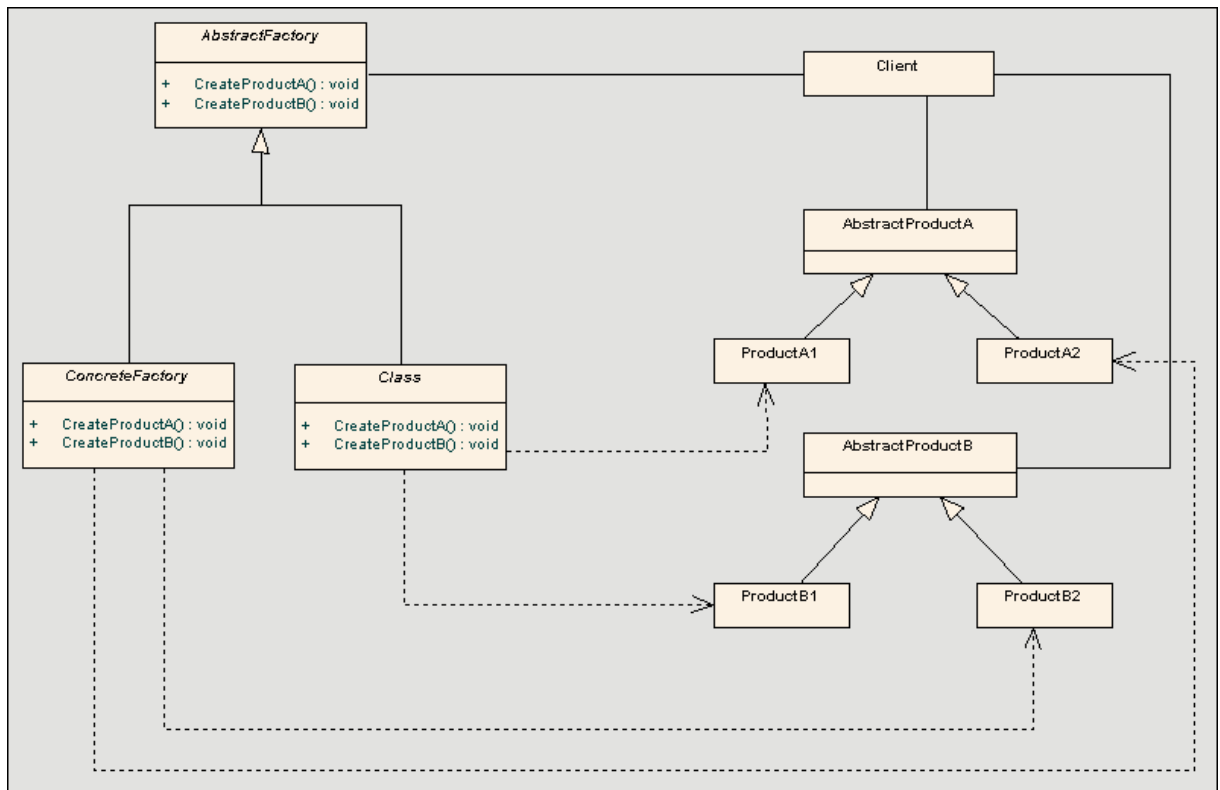 AbstractFactory
+ CreateProductA() : void
+ CreateProductB() : void
Client
AbstractProductA
ProductA1
ProductA2
ConcreteFactory
+ CreateProductA() : void
+ CreateProductB() : void
Class
+ CreateProductA() : void
+ CreateProductB() : void
AbstractProductB
ProductB1
ProductB2